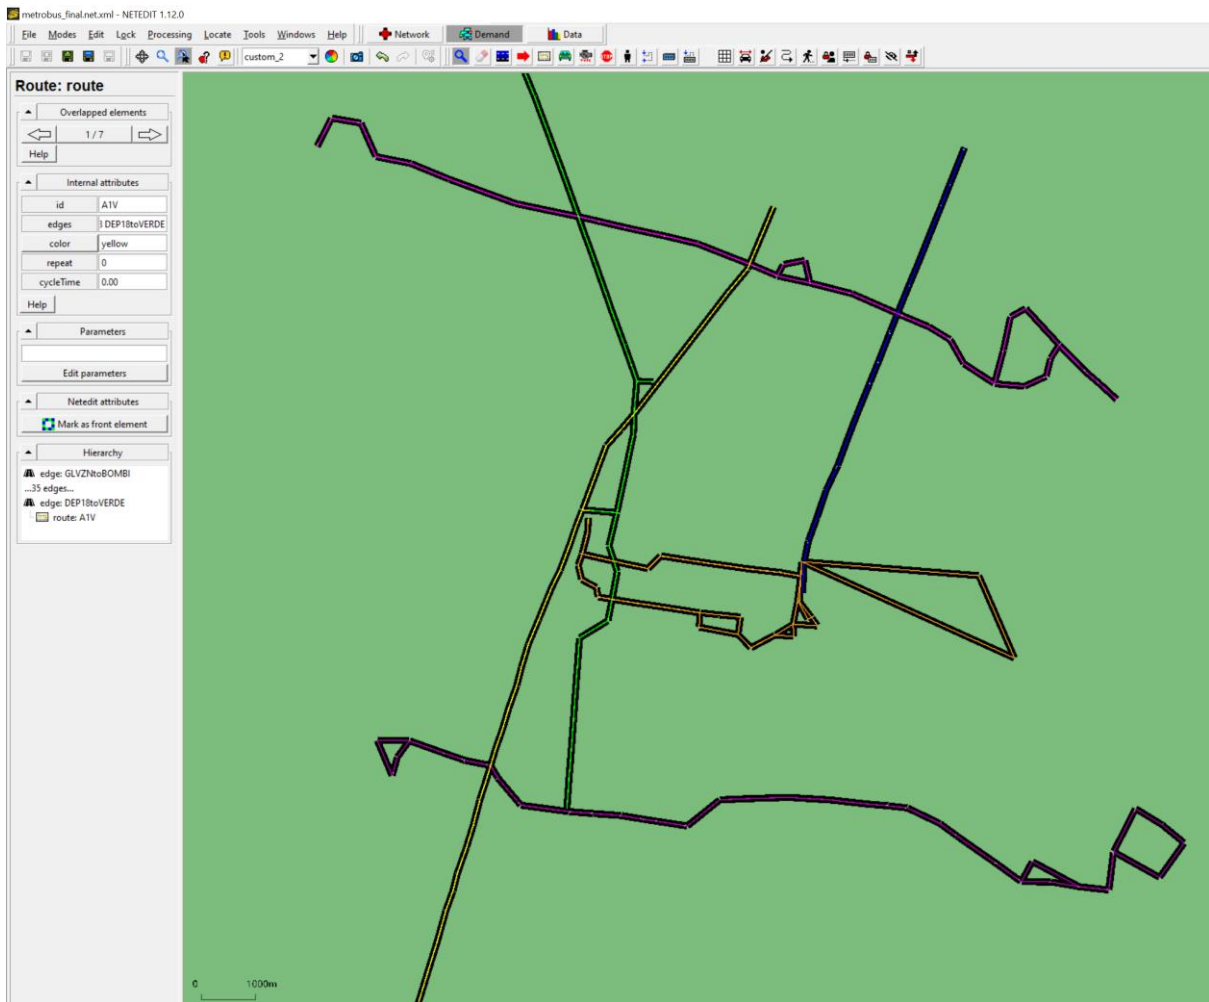 metrobus_final.net.xml - NETEDIT 1.12.0
File Modes Edit Lock Processing Locate Tools Windows Help Network Demand Data
custom_2
Route: route
Overlapped elements
1 / 7
Help
Internal attributes
id A1V
edges DEP18toVERDE
color yellow
repeat 0
cycleTime 0.00
Help
Parameters
Edit parameters
Netedit attributes
Mark as front element
Hierarchy
edge: GLVZNtoBOMBI
...35 edges...
edge: DEP18toVERDE
route: A1V
0 1000m